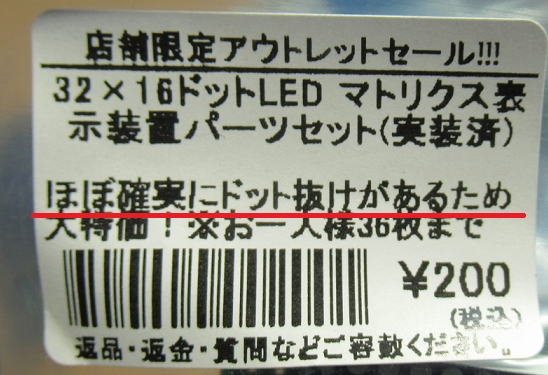 店舗限定アウトレットセール!!!
32×16ドットLED マトリクス表
示装置パーツセット(実装済)
ほぼ確実にドット抜けがあるため
大特価！※お一人様36枚まで
¥200
(税込)
返品・返金・質問などご容赦ください。